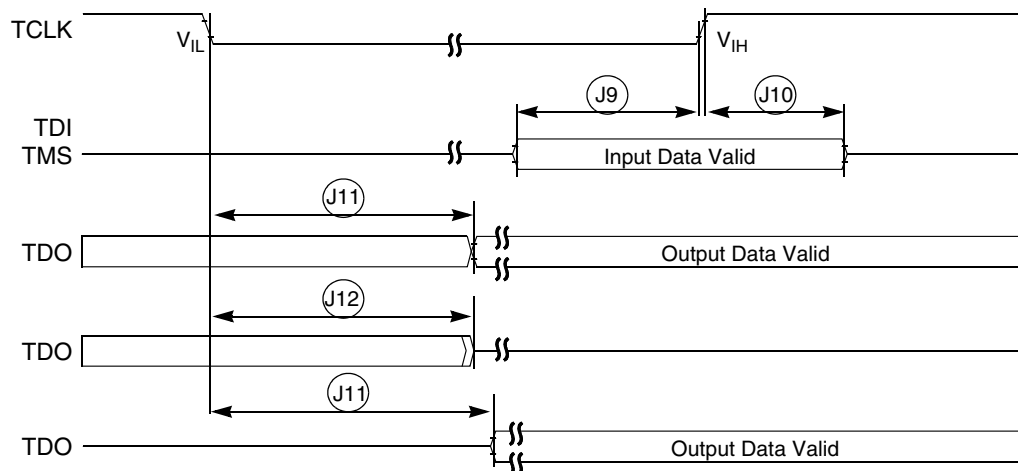 TCLK
VIL
VIH
J9
J10
TDI
TMS
Input Data Valid
J11
TDO
Output Data Valid
J12
TDO
J11
TDO
Output Data Valid